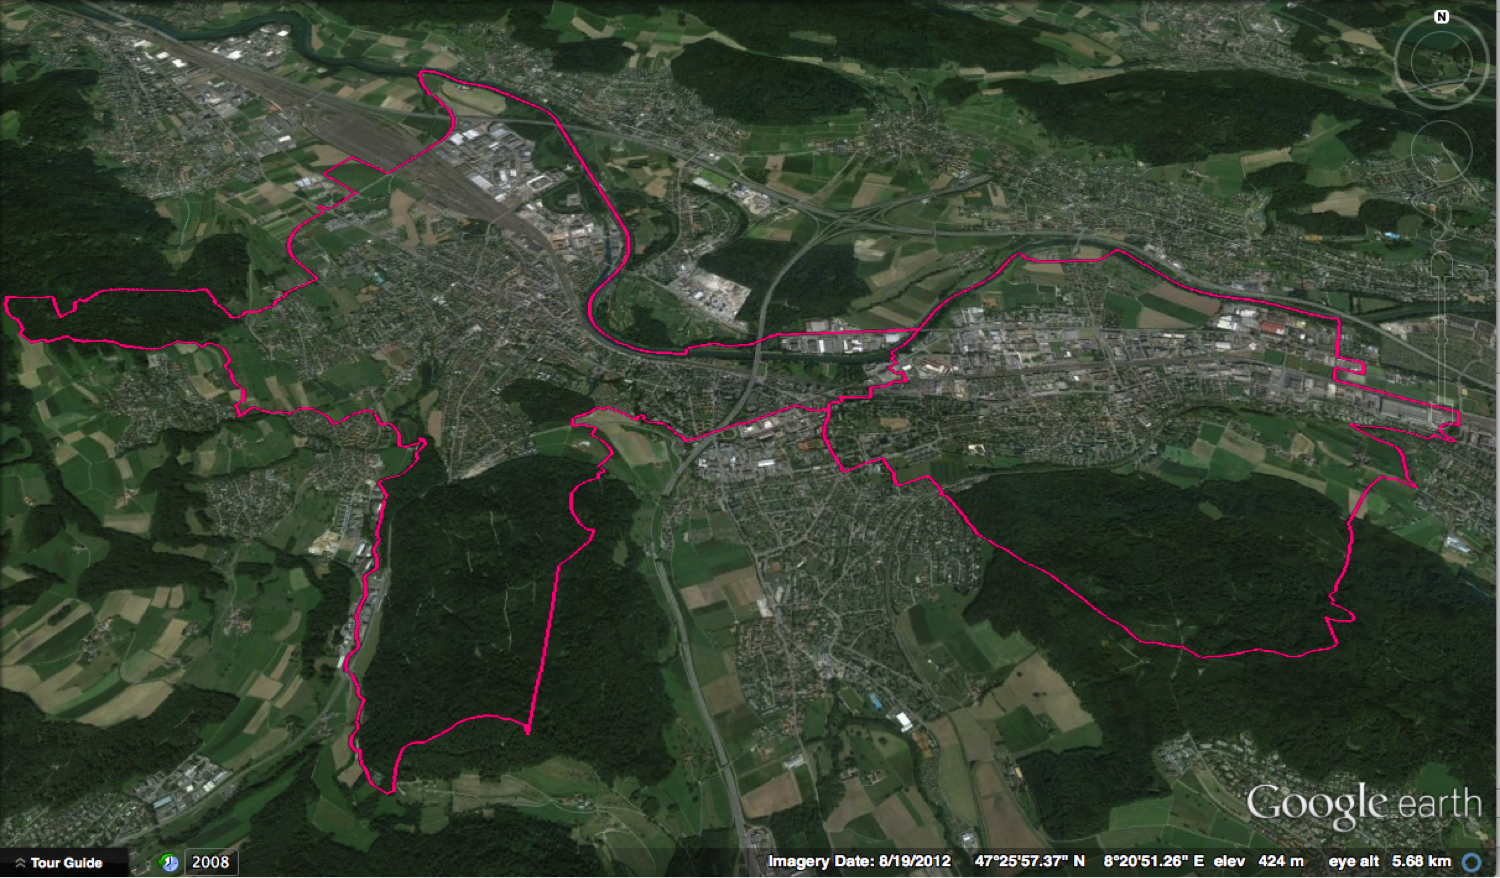 N
Google earth
Tour Guide
2008
Imagery Date: 8/19/2012 47°25'57.37" N 8°20'51.26" E elev 424 m eye alt 5.68 km